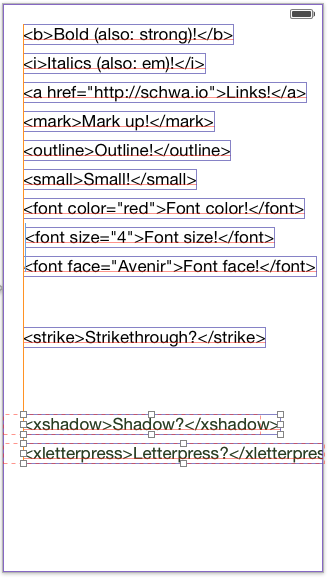 <b>Bold (also: strong)!</b>
<i>Italics (also: em)!</i>
<a href="http://schwa.io">Links!</a>
<mark>Mark up!</mark>
<outline>Outline!</outline>
<small>Small!</small>
<font color="red">Font color!</font>
<font size="4">Font size!</font>
<font face="Avenir">Font face!</font>
<strike>Strikethrough?</strike>
<xshadow>Shadow?</xshadow>
<xletterpress>Letterpress?</xletterpres